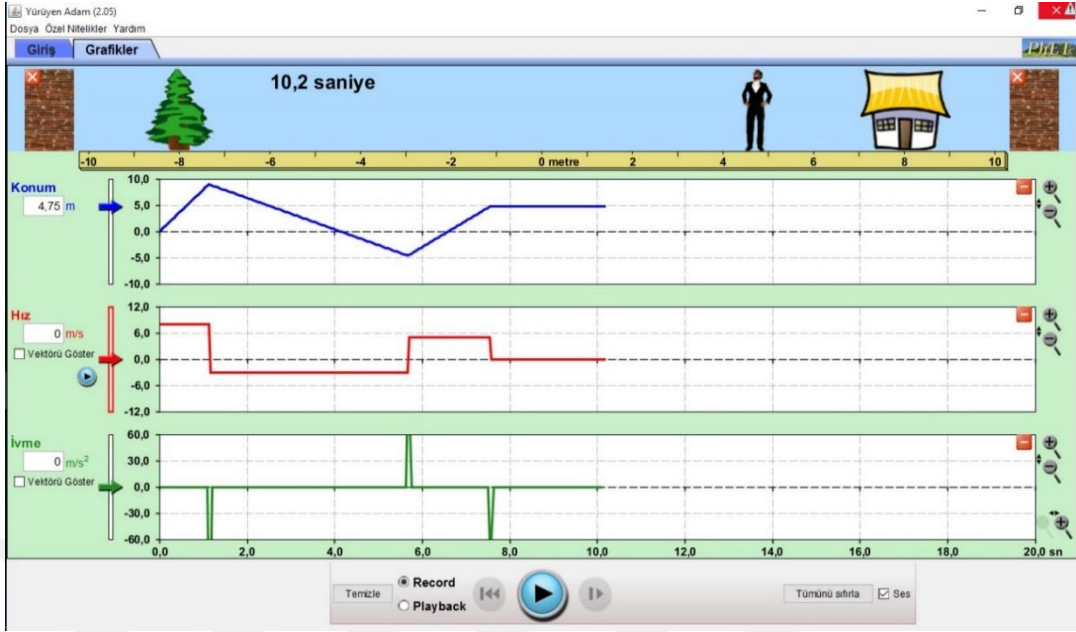 Yürüyen Adam (2.05)
Dosya Özel Nitelikler Yardım
Giriş Grafikler
PhET
10,2 saniye
-10 -8 -6 -4 -2 0 metre 2 4 6 8 10
Konum
4,75 m
10,0
5,0
0,0
-5,0
-10,0
Hız
0 m/s
Vektörü Göster
12,0
6,0
0,0
-6,0
-12,0
İvme
0 m/s²
Vektörü Göster
60,0
30,0
0,0
-30,0
-60,0
0,0 2,0 4,0 6,0 8,0 10,0 12,0 14,0 16,0 18,0 20,0 sn
Temizle
Record
Playback
Tümünü sıfırla
Ses